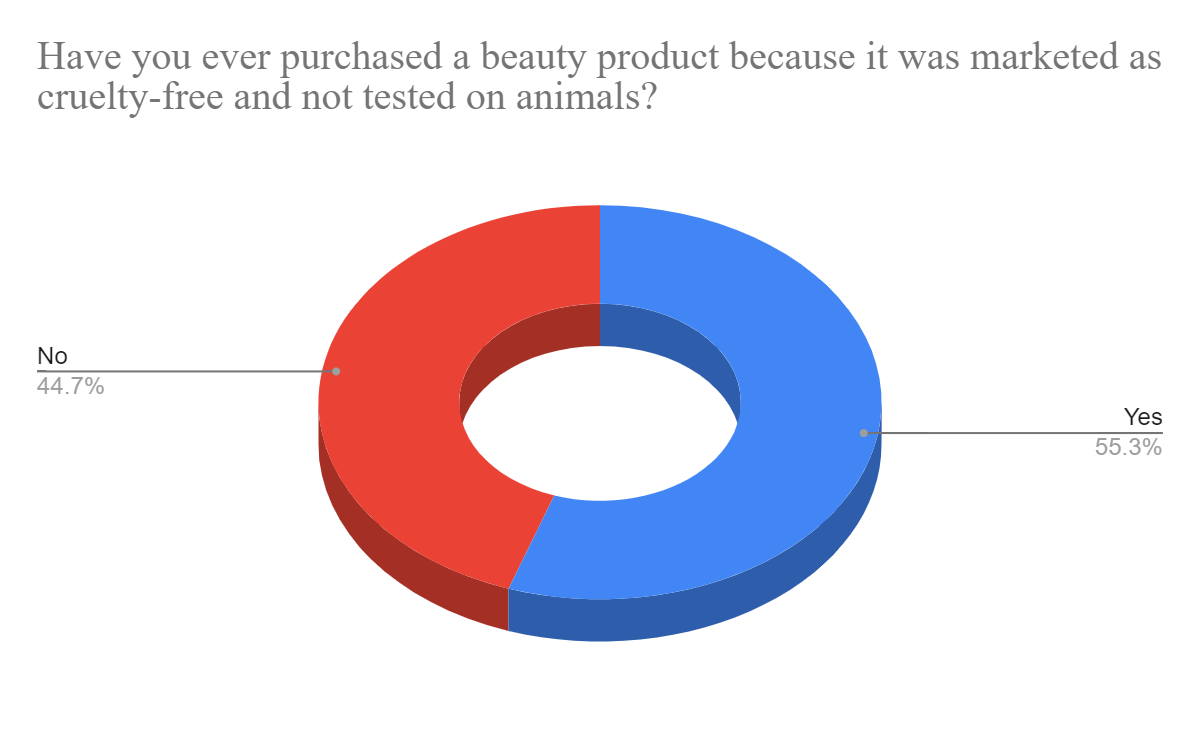 Have you ever purchased a beauty product because it was marketed as
cruelty-free and not tested on animals?
No
44.7%
Yes
55.3%